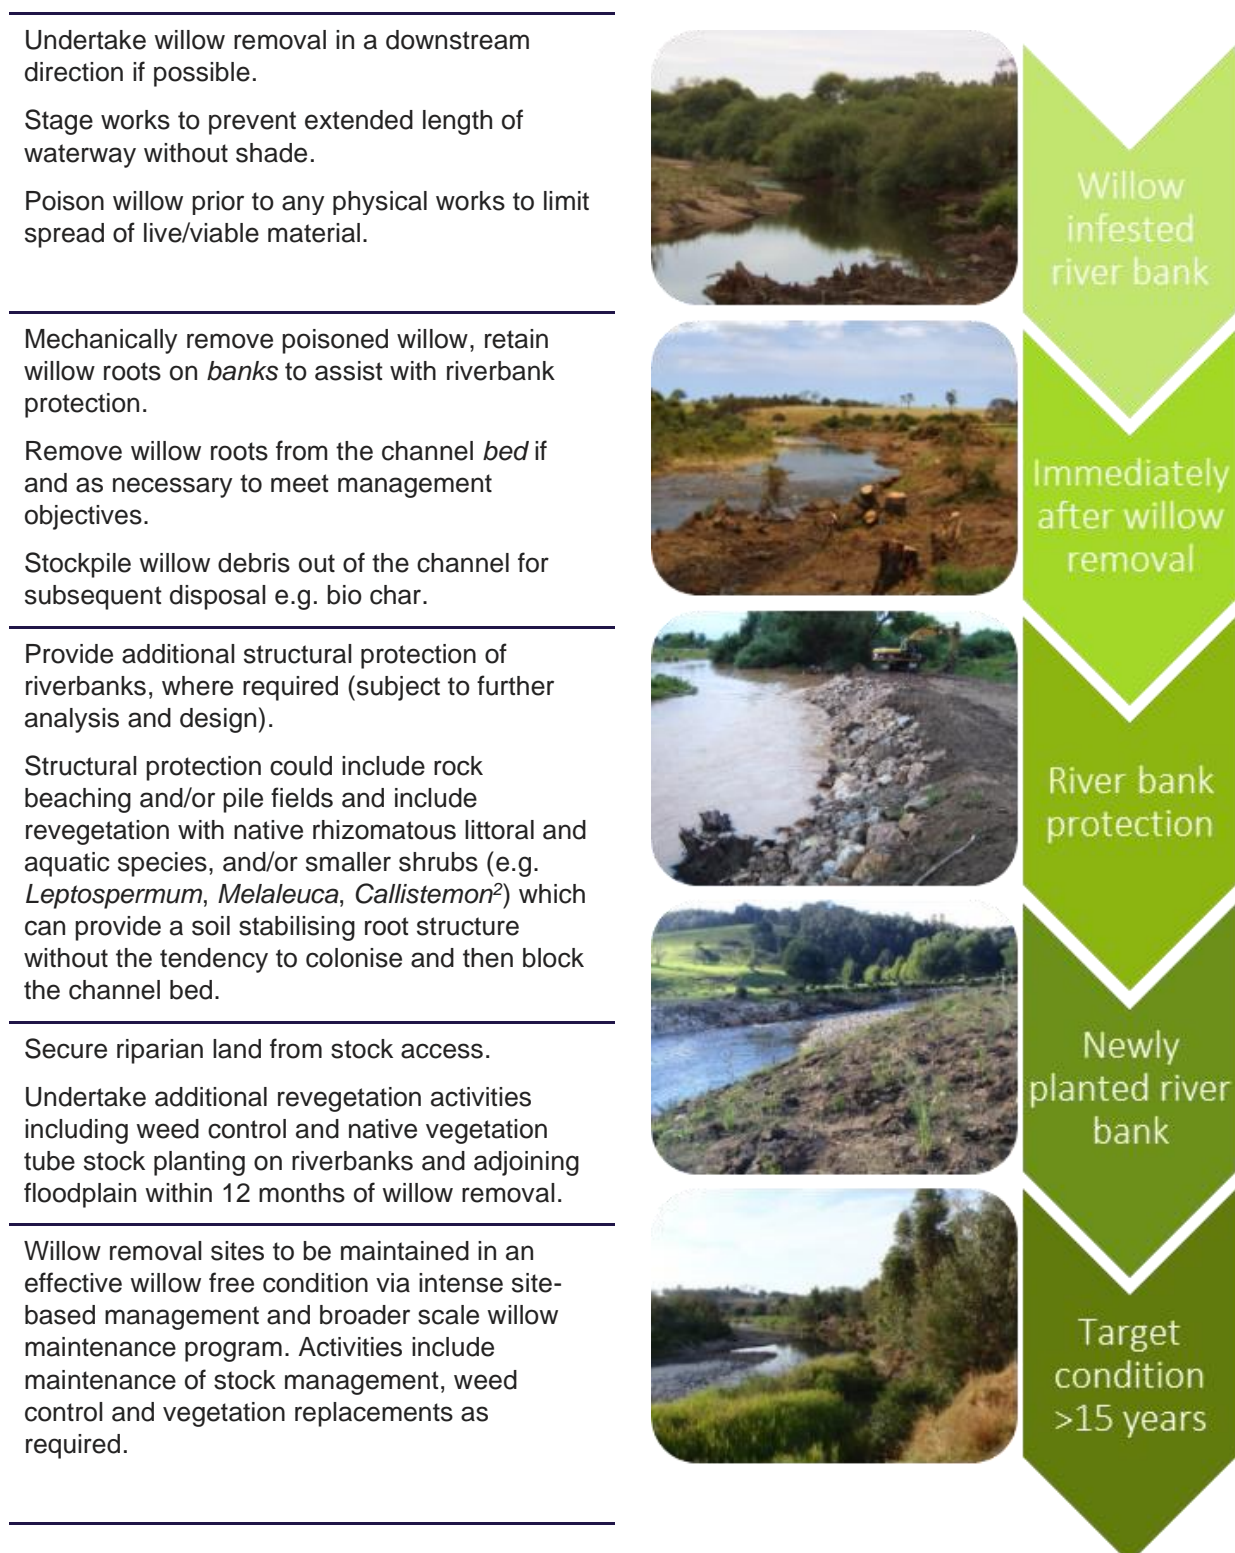 Undertake willow removal in a downstream
direction if possible.
Stage works to prevent extended length of
waterway without shade.
Poison willow prior to any physical works to limit
spread of live/viable material.
Willow
infested
river bank
Mechanically remove poisoned willow, retain
willow roots on banks to assist with riverbank
protection.
Remove willow roots from the channel bed if
and as necessary to meet management
objectives.
Stockpile willow debris out of the channel for
subsequent disposal e.g. bio char.
Immediately
after willow
removal
Provide additional structural protection of
riverbanks, where required (subject to further
analysis and design).
Structural protection could include rock
beaching and/or pile fields and include
revegetation with native rhizomatous littoral and
aquatic species, and/or smaller shrubs (e.g.
Leptospermum, Melaleuca, Callistemon²) which
can provide a soil stabilising root structure
without the tendency to colonise and then block
the channel bed.
River bank
protection
Secure riparian land from stock access.
Undertake additional revegetation activities
including weed control and native vegetation
tube stock planting on riverbanks and adjoining
floodplain within 12 months of willow removal.
Newly
planted river
bank
Willow removal sites to be maintained in an
effective willow free condition via intense site-
based management and broader scale willow
maintenance program. Activities include
maintenance of stock management, weed
control and vegetation replacements as
required.
Target
condition
>15 years